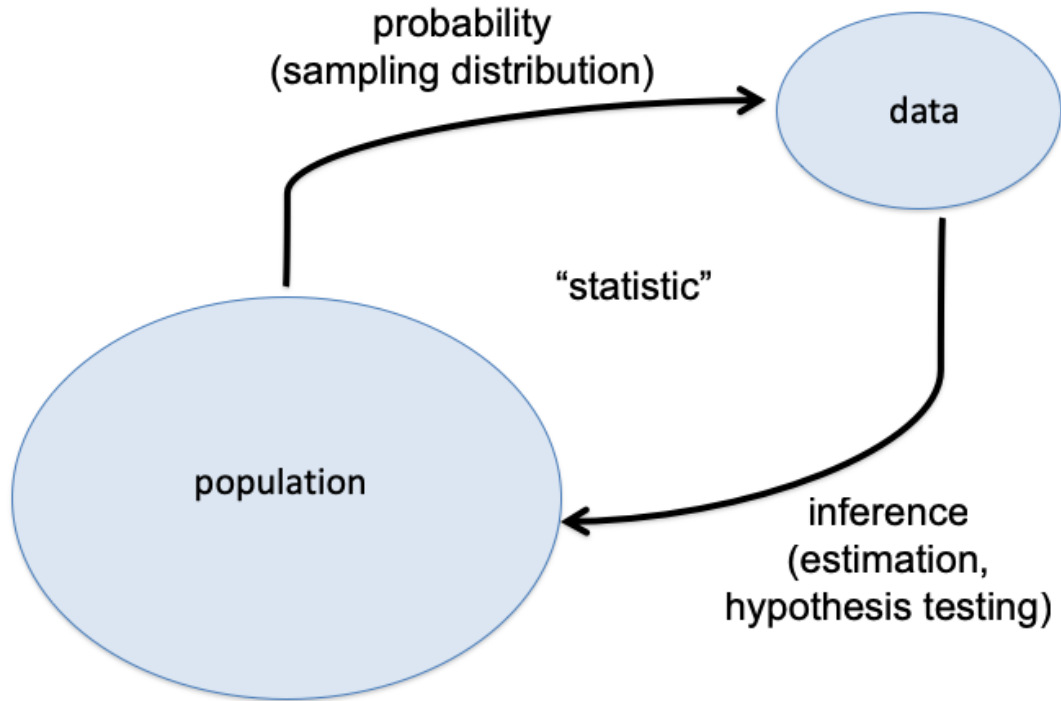 probability
(sampling distribution)
data
“statistic”
population
inference
(estimation,
hypothesis testing)